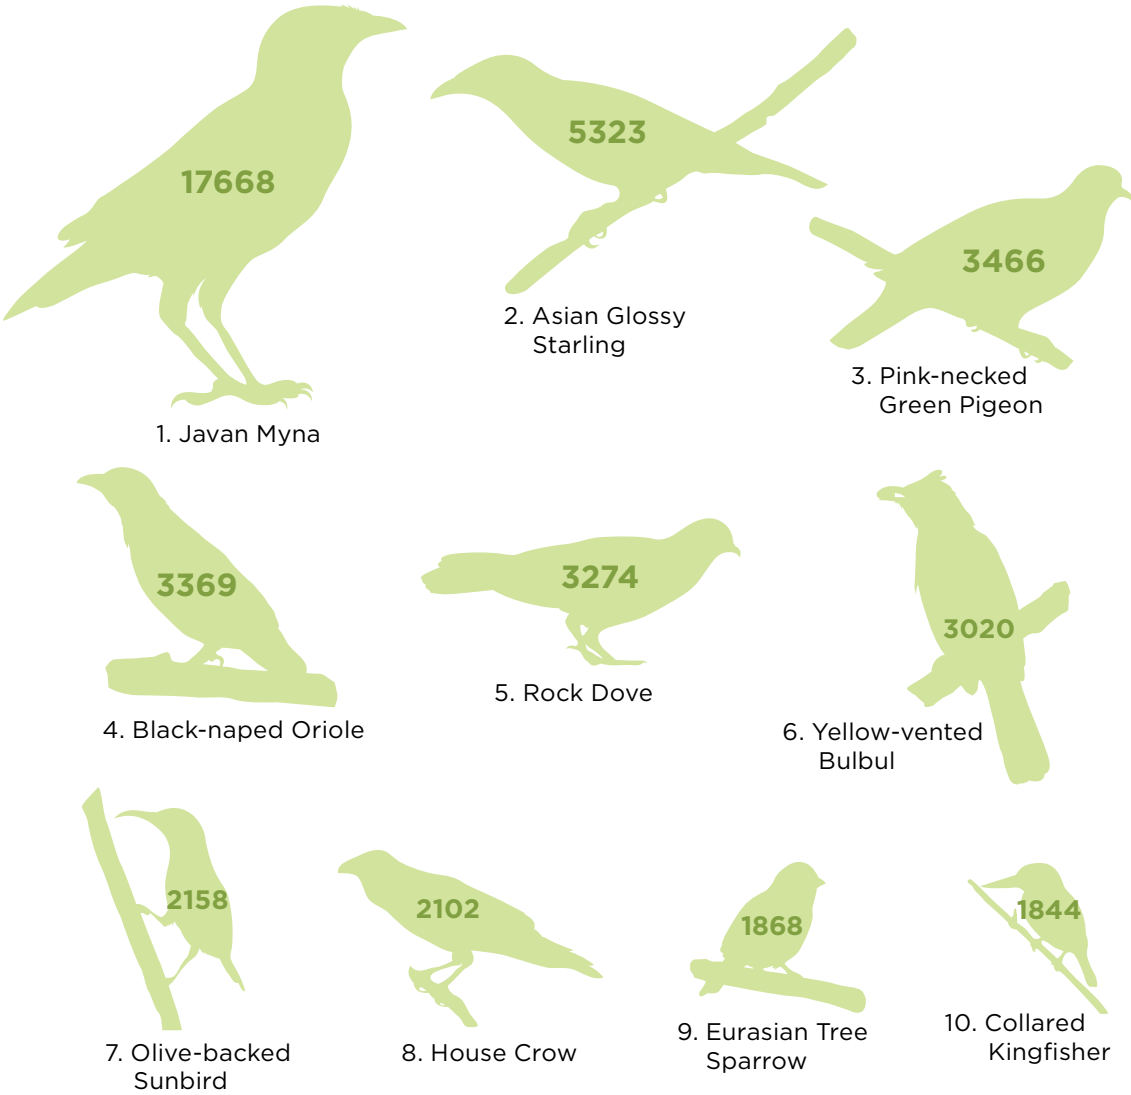 17668
1. Javan Myna
5323
2. Asian Glossy
Starling
3466
3. Pink-necked
Green Pigeon
3369
4. Black-naped Oriole
3274
5. Rock Dove
3020
6. Yellow-vented
Bulbul
2158
7. Olive-backed
Sunbird
2102
8. House Crow
1868
9. Eurasian Tree
Sparrow
1844
10. Collared
Kingfisher